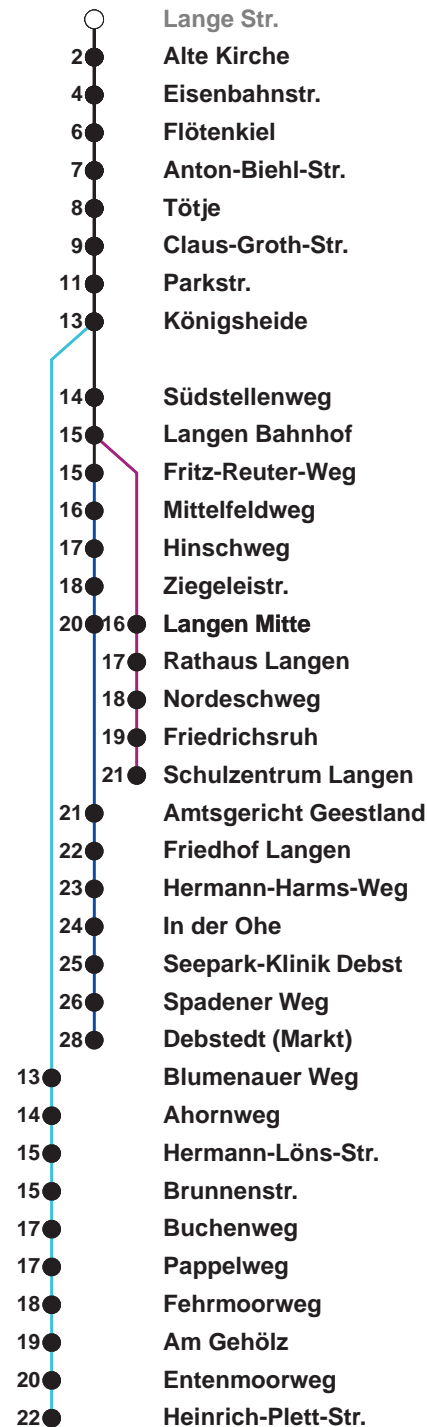 Lange Str.
2 Alte Kirche
4 Eisenbahnstr.
6 Flötenkiel
7 Anton-Biehl-Str.
8 Tötje
9 Claus-Groth-Str.
11 Parkstr.
13 Königsheide
14 Südstellenweg
15 Langen Bahnhof
15 Fritz-Reuter-Weg
16 Mittelfeldweg
17 Hinschweg
18 Ziegeleistr.
20 16 Langen Mitte
17 Rathaus Langen
18 Nordeschweg
19 Friedrichsruh
21 Schulzentrum Langen
21 Amtsgericht Geestland
22 Friedhof Langen
23 Hermann-Harms-Weg
24 In der Ohe
25 Seepark-Klinik Debst
26 Spadener Weg
28 Debstedt (Markt)
13 Blumenauer Weg
14 Ahornweg
15 Hermann-Löns-Str.
15 Brunnenstr.
17 Buchenweg
17 Pappelweg
18 Fehrmoorweg
19 Am Gehölz
20 Entenmoorweg
22 Heinrich-Plett-Str.